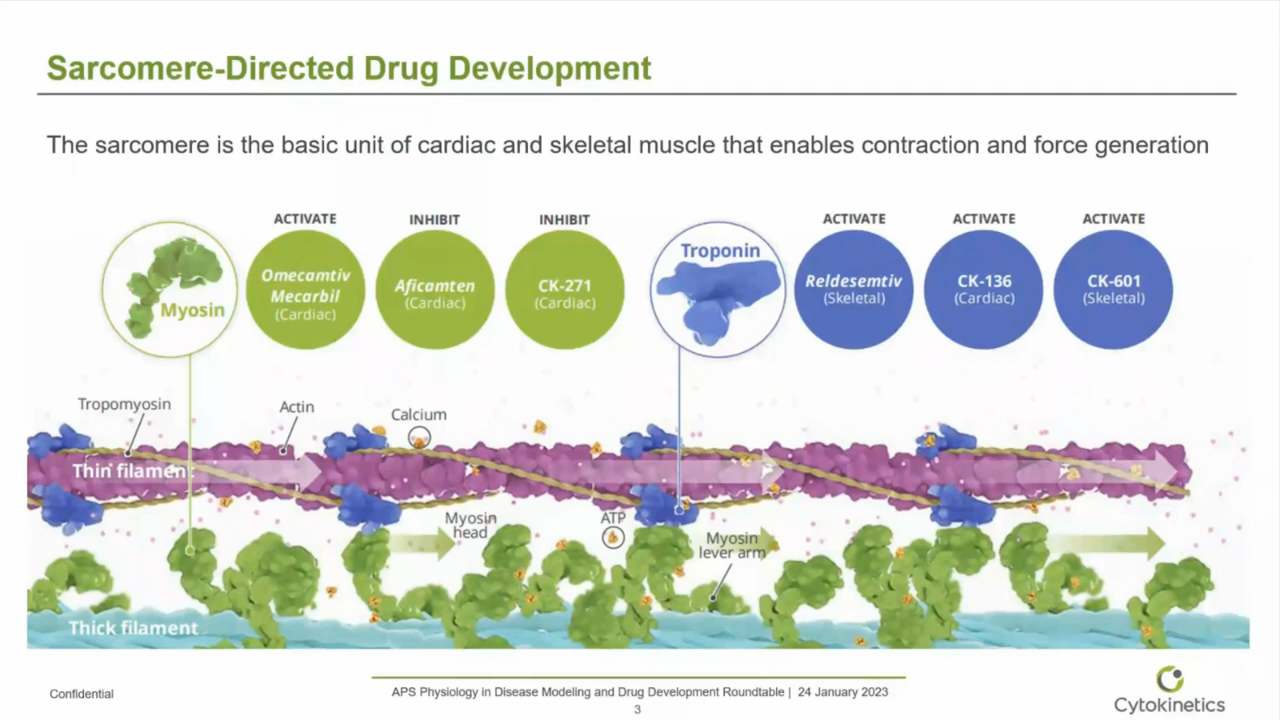 Sarcomere-Directed Drug Development
The sarcomere is the basic unit of cardiac and skeletal muscle that enables contraction and force generation
ACTIVATE
INHIBIT
INHIBIT
ACTIVATE
ACTIVATE
ACTIVATE
Myosin
Omecamtiv
Mecarbil
(Cardiac)
Aficamten
(Cardiac)
CK-271
(Cardiac)
Troponin
Reldesemtiv
(Skeletal)
CK-136
(Cardiac)
CK-601
(Skeletal)
Tropomyosin
Actin
Calcium
Thin filament
Myosin
head
ATP
Myosin
lever arm
Thick filament
Confidential
APS Physiology in Disease Modeling and Drug Development Roundtable | 24 January 2023
3
Cytokinetics